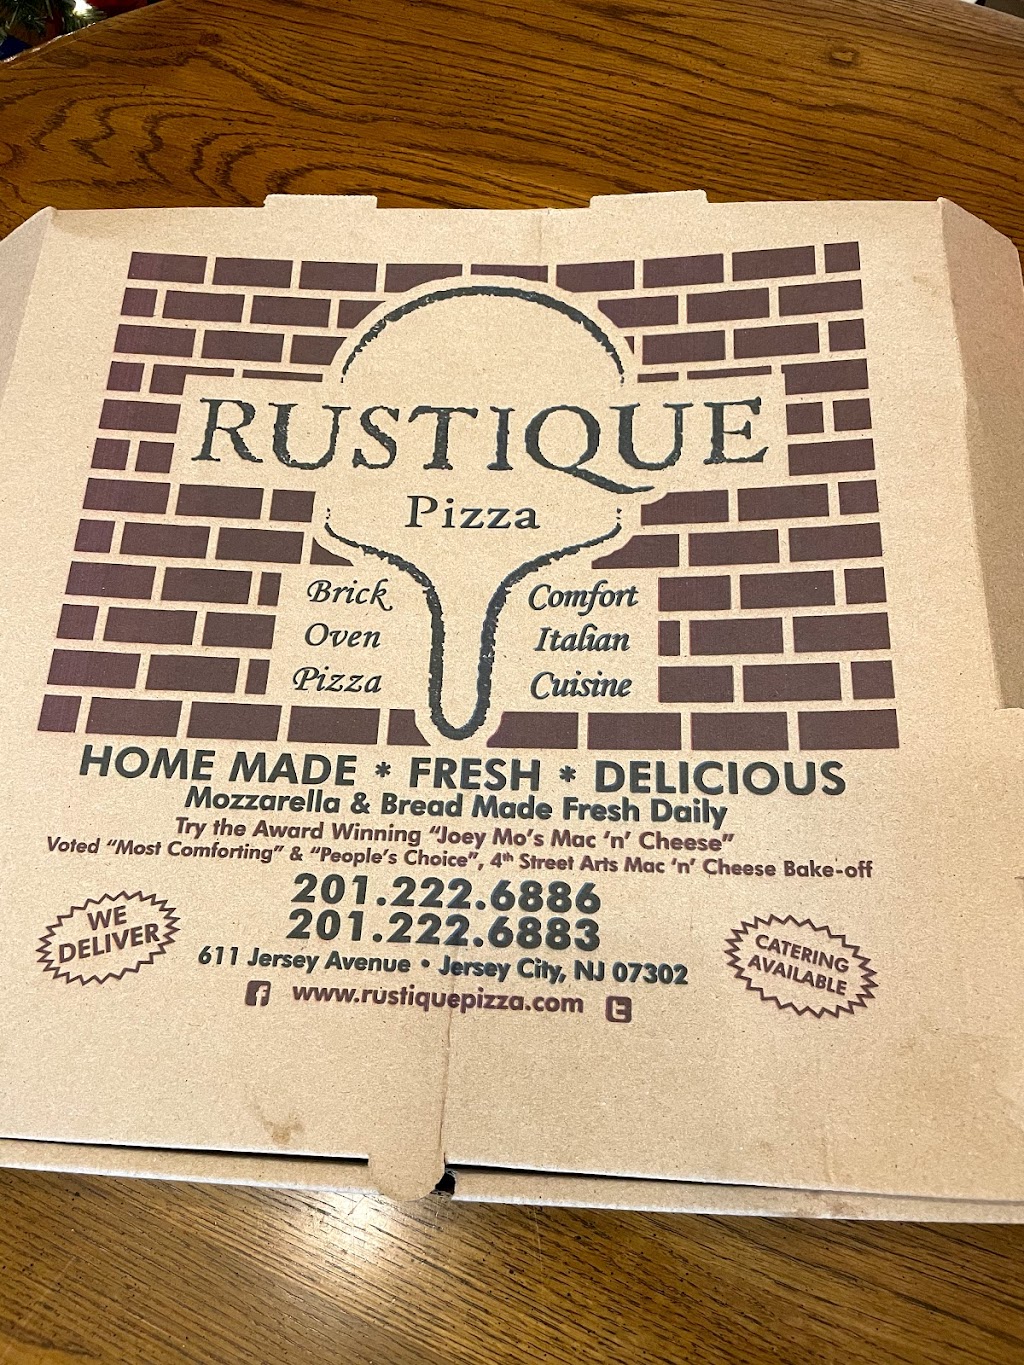 RUSTIQUE
Pizza
Brick
Oven
Pizza
Comfort
Italian
Cuisine
HOME MADE * FRESH * DELICIOUS
Mozzarella & Bread Made Fresh Daily
Try the Award Winning “Joey Mo’s Mac ‘n’ Cheese”
Voted “Most Comforting” & “People’s Choice”, 4th Street Arts Mac ‘n’ Cheese Bake-off
201.222.6886
201.222.6883
WE
DELIVER
611 Jersey Avenue • Jersey City, NJ 07302
CATERING
AVAILABLE
f www.rustiquepizza.com t